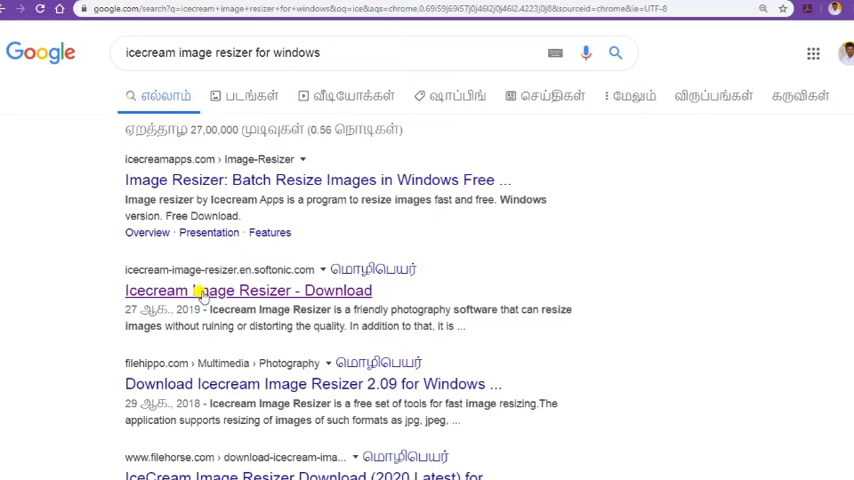 google.com/search?q=icecream+image+resizer+for+windows&oq=ice&aqs=chrome.0.69i59j69i57j0j46l2j0j46l2.4223j0j8&sourceid=chrome&ie=UTF-8
Google
icecream image resizer for windows
எல்லாம் படங்கள் வீடியோக்கள் ஷாப்பிங் செய்திகள் மேலும் விருப்பங்கள் கருவிகள்
ஏறத்தாழ 27,00,000 முடிவுகள் (0.56 நொடிகள்)
icecreamapps.com › Image-Resizer
Image Resizer: Batch Resize Images in Windows Free ...
Image resizer by Icecream Apps is a program to resize images fast and free. Windows
version. Free Download.
Overview · Presentation · Features
icecream-image-resizer.en.softonic.com மொழிபெயர்
Icecream Image Resizer - Download
27 ஆக., 2019 - Icecream Image Resizer is a friendly photography software that can resize
images without ruining or distorting the quality. In addition to that, it is ...
filehippo.com › Multimedia › Photography மொழிபெயர்
Download Icecream Image Resizer 2.09 for Windows ...
29 ஆக., 2018 - Icecream Image Resizer is a free set of tools for fast image resizing.The
application supports resizing of images of such formats as jpg, jpeg, ...
www.filehorse.com › download-icecream-ima... மொழிபெயர்
IceCream Image Resizer Download (2020 Latest) for